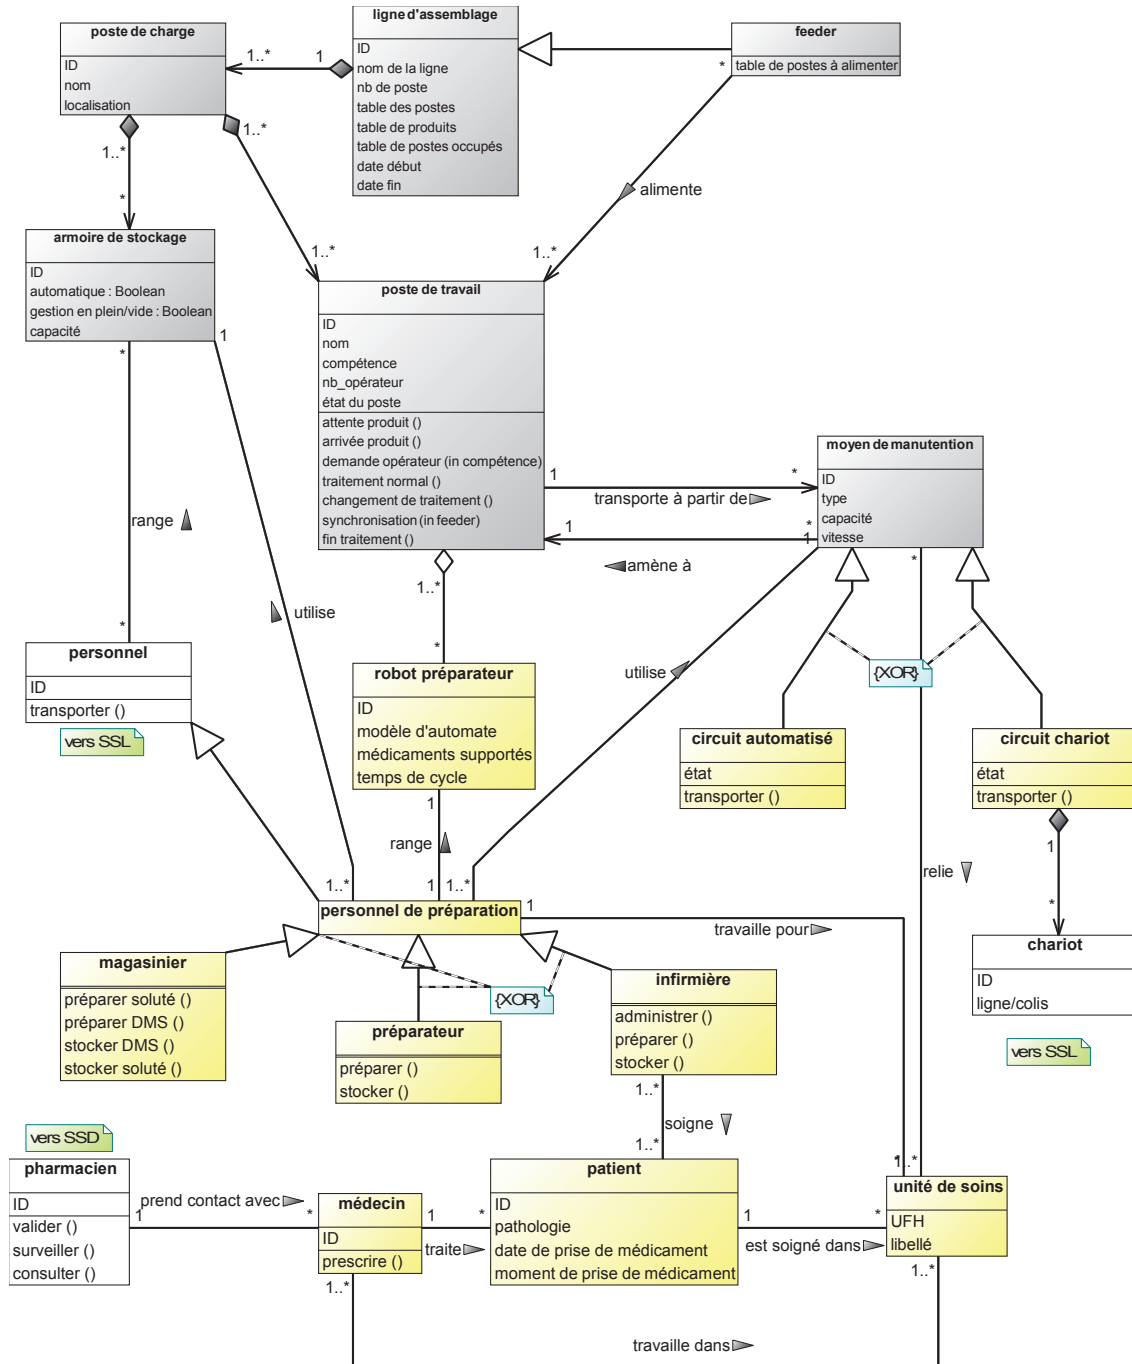 poste de charge
ID
nom
localisation
1..*
1
ligne d'assemblage
ID
nom de la ligne
nb de poste
table des postes
table de produits
table de postes occupés
date début
date fin
feeder
table de postes à alimenter
*
1..*
1..*
*
alimente
1..*
1..*
armoire de stockage
ID
automatique : Boolean
gestion en plein/vide : Boolean
capacité
*
1
poste de travail
ID
nom
compétence
nb_opérateur
état du poste
attente produit ()
arrivée produit ()
demande opérateur (in compétence)
traitement normal ()
changement de traitement ()
synchronisation (in feeder)
fin traitement ()
1
*
transporte à partir de
1
*
1
amène à
moyen de manutention
ID
type
capacité
vitesse
*
range
utilise
1..*
*
*
personnel
ID
transporter ()
vers SSL
robot préparateur
ID
modèle d'automate
médicaments supportés
temps de cycle
utilise
{XOR}
circuit automatisé
état
transporter ()
circuit chariot
état
transporter ()
1
range
relie
1
*
1..*
1
1..*
personnel de préparation
1
travaille pour
chariot
ID
ligne/colis
vers SSL
magasinier
préparer soluté ()
préparer DMS ()
stocker DMS ()
stocker soluté ()
{XOR}
préparateur
préparer ()
stocker ()
infirmière
administrer ()
préparer ()
stocker ()
1..*
soigne
1..*
*
1..*
vers SSD
pharmacien
ID
valider ()
surveiller ()
consulter ()
prend contact avec
1
*
médecin
ID
prescrire ()
1
*
traite
patient
ID
pathologie
date de prise de médicament
moment de prise de médicament
1
*
est soigné dans
unité de soins
UFH
libellé
1..*
1..*
travaille dans